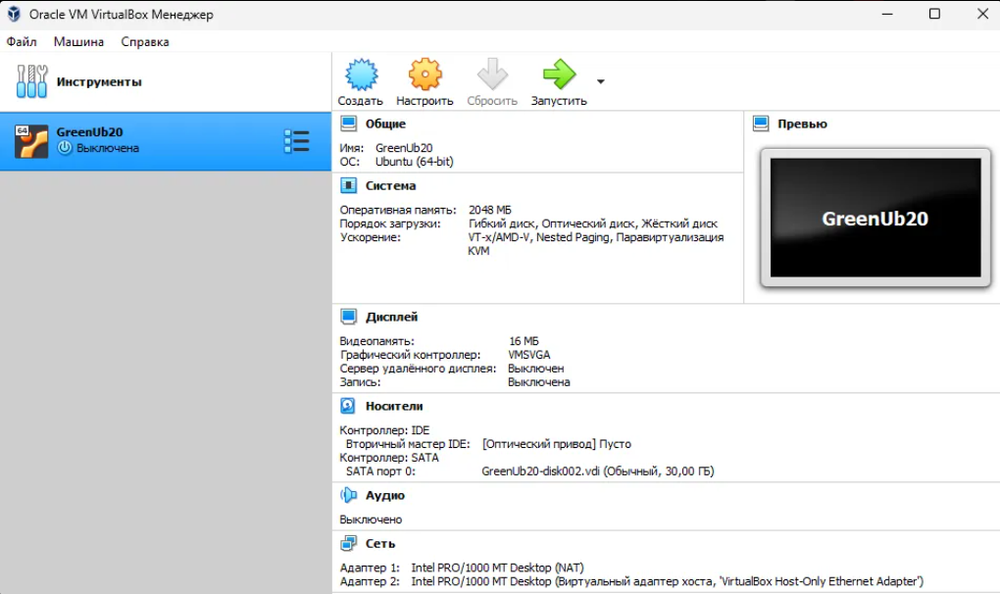 Oracle VM VirtualBox Менеджер
Файл Машина Справка
Инструменты
Создать Настроить Сбросить Запустить
64
GreenUb20
Выключена
Общие
Имя: GreenUb20
ОС: Ubuntu (64-bit)
Превью
GreenUb20
Система
Оперативная память: 2048 МБ
Порядок загрузки: Гибкий диск, Оптический диск, Жёсткий диск
Ускорение: VT-x/AMD-V, Nested Paging, Паравиртуализация
KVM
Дисплей
Видеопамять: 16 МБ
Графический контроллер: VMSVGA
Сервер удалённого дисплея: Выключен
Запись: Выключена
Носители
Контроллер: IDE
Вторичный мастер IDE: [Оптический привод] Пусто
Контроллер: SATA
SATA порт 0: GreenUb20-disk002.vdi (Обычный, 30,00 ГБ)
Аудио
Выключено
Сеть
Адаптер 1: Intel PRO/1000 MT Desktop (NAT)
Адаптер 2: Intel PRO/1000 MT Desktop (Виртуальный адаптер хоста, 'VirtualBox Host-Only Ethernet Adapter')